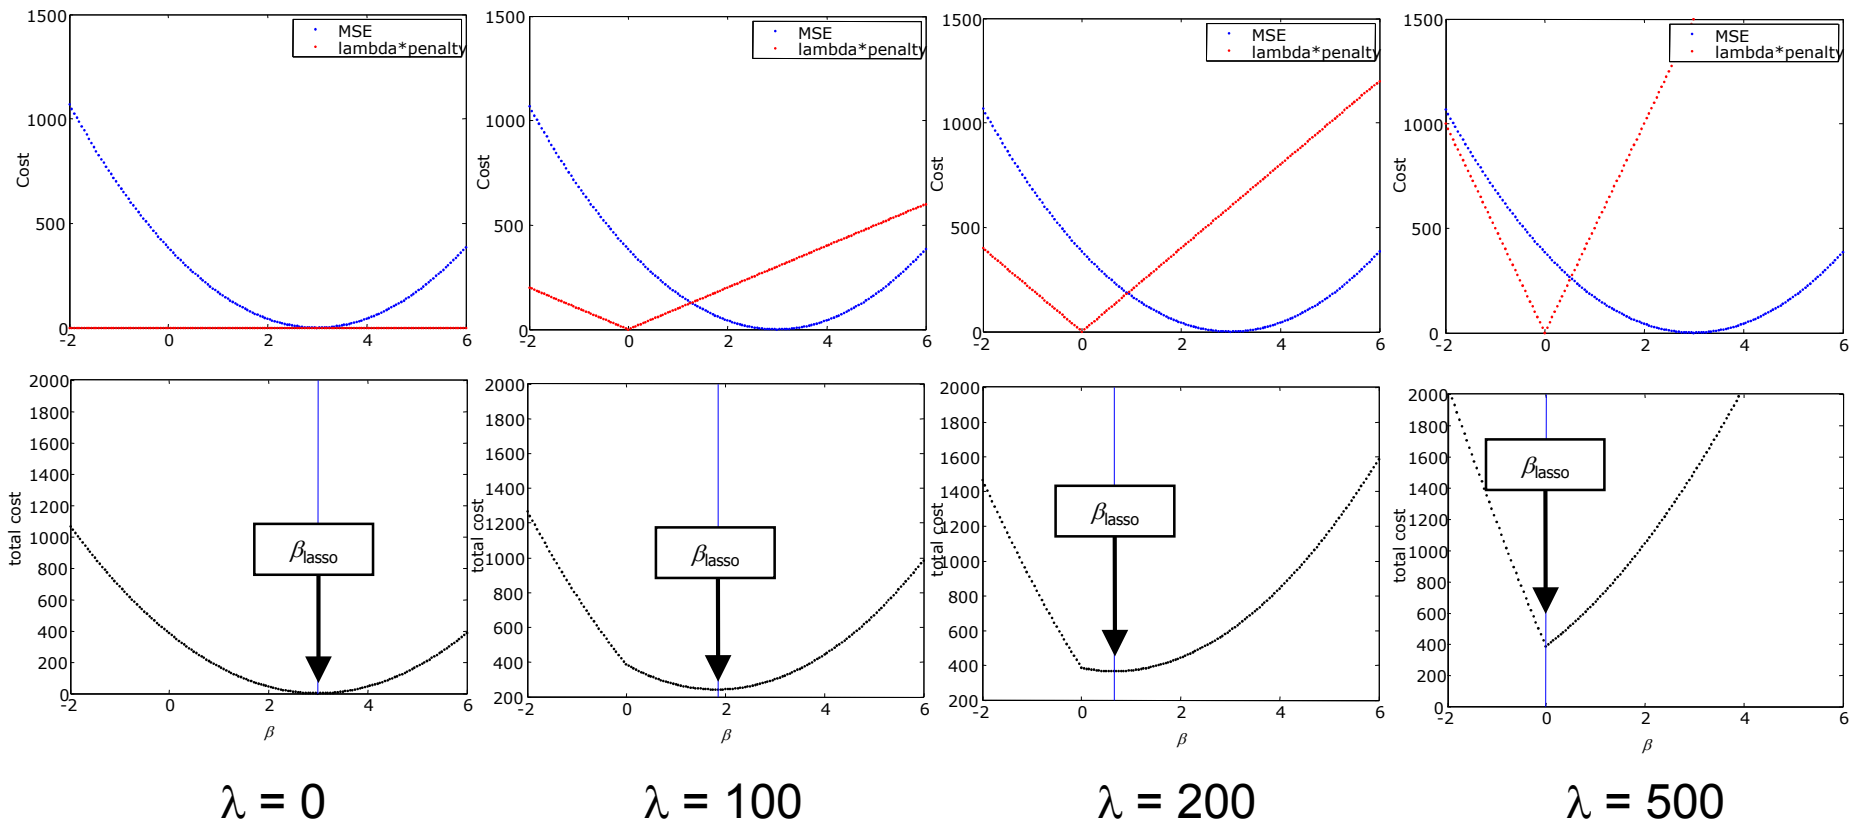 1500
1000
500
0
-2 0 2 4 6
Cost
MSE
lambda*penalty
1500
1000
500
0
-2 0 2 4 6
Cost
MSE
lambda*penalty
1500
1000
500
0
-2 0 2 4 6
Cost
MSE
lambda*penalty
1500
1000
500
0
-2 0 2 4 6
Cost
MSE
lambda*penalty
2000
1800
1600
1400
1200
1000
800
600
400
200
0
-2 0 2 4 6
total cost
βlasso
β
2000
1800
1600
1400
1200
1000
800
600
400
200
-2 0 2 4 6
total cost
βlasso
2000
1800
1600
1400
1200
1000
800
600
400
200
-2 0 2 4 6
total cost
βlasso
β
2000
1800
1600
1400
1200
1000
800
600
400
200
0
-2 0 2 4 6
total cost
βlasso
β
λ = 0
λ = 100
λ = 200
λ = 500